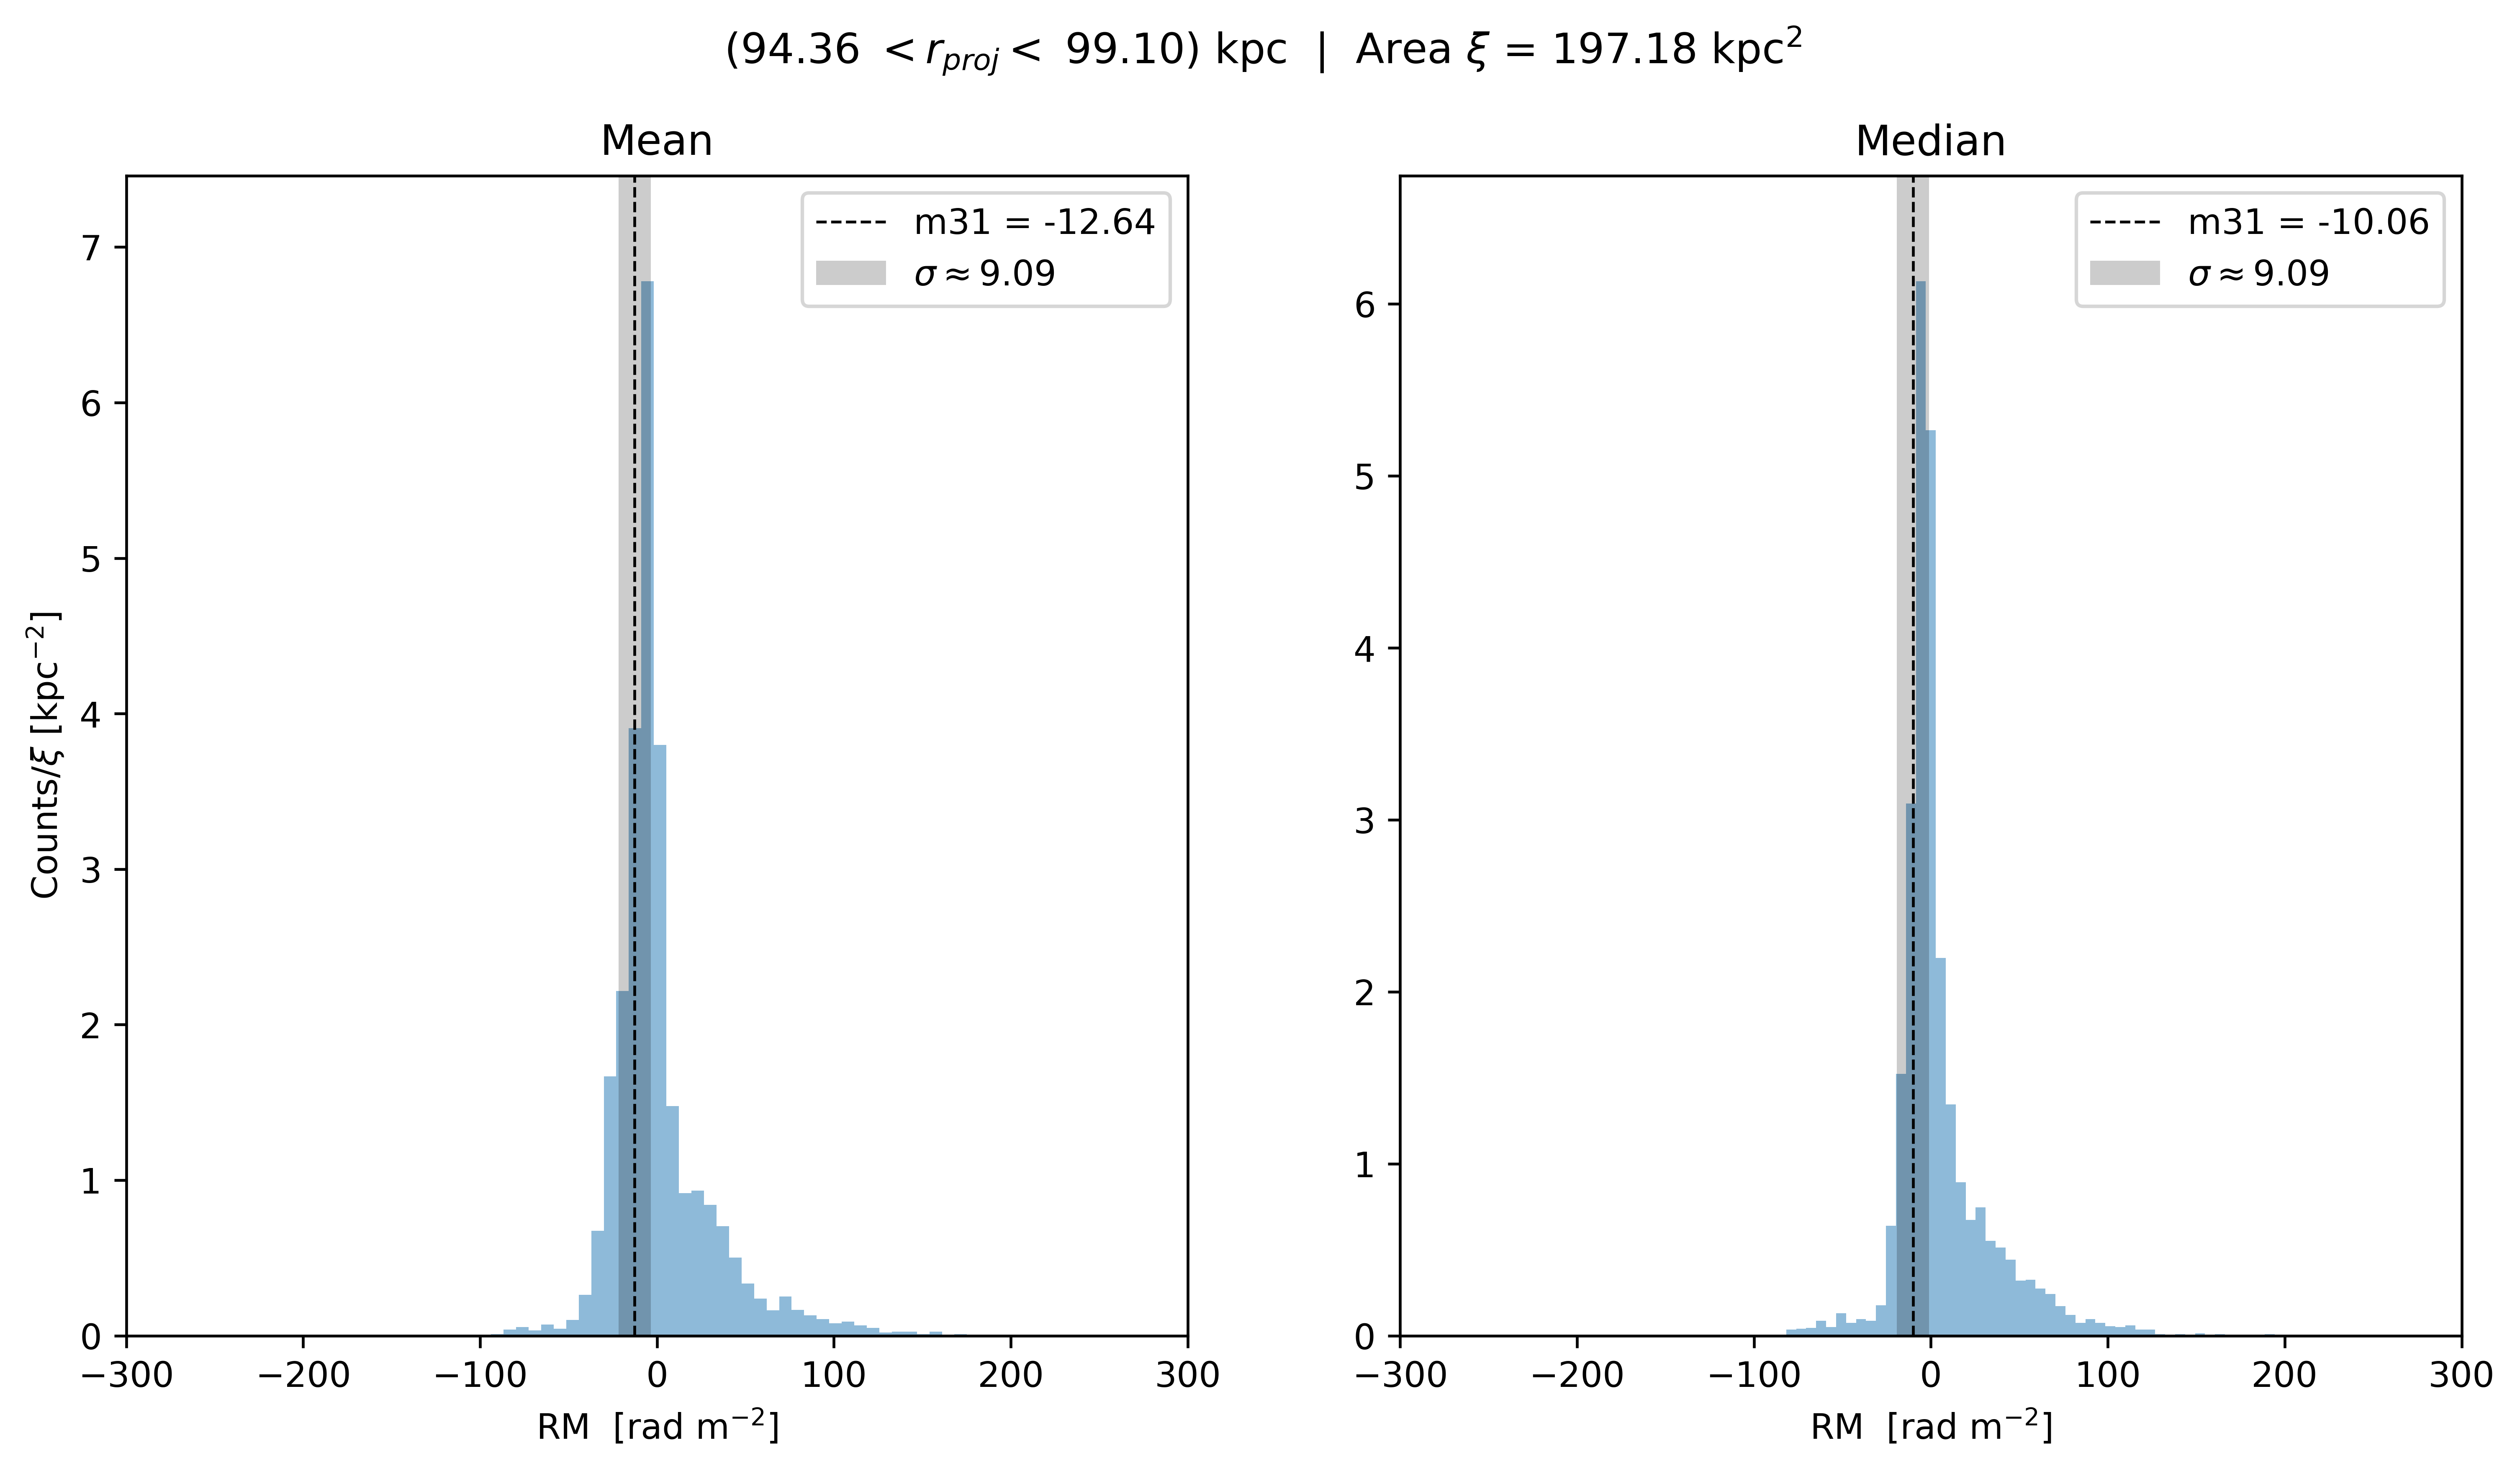 (94.36 < r_proj < 99.10) kpc | Area ξ = 197.18 kpc²
Mean
m31 = -12.64
σ ≈ 9.09
Counts/ξ [kpc⁻²]
7
6
5
4
3
2
1
0
−300 −200 −100 0 100 200 300
RM [rad m⁻²]
Median
m31 = -10.06
σ ≈ 9.09
6
5
4
3
2
1
0
−300 −200 −100 0 100 200 300
RM [rad m⁻²]